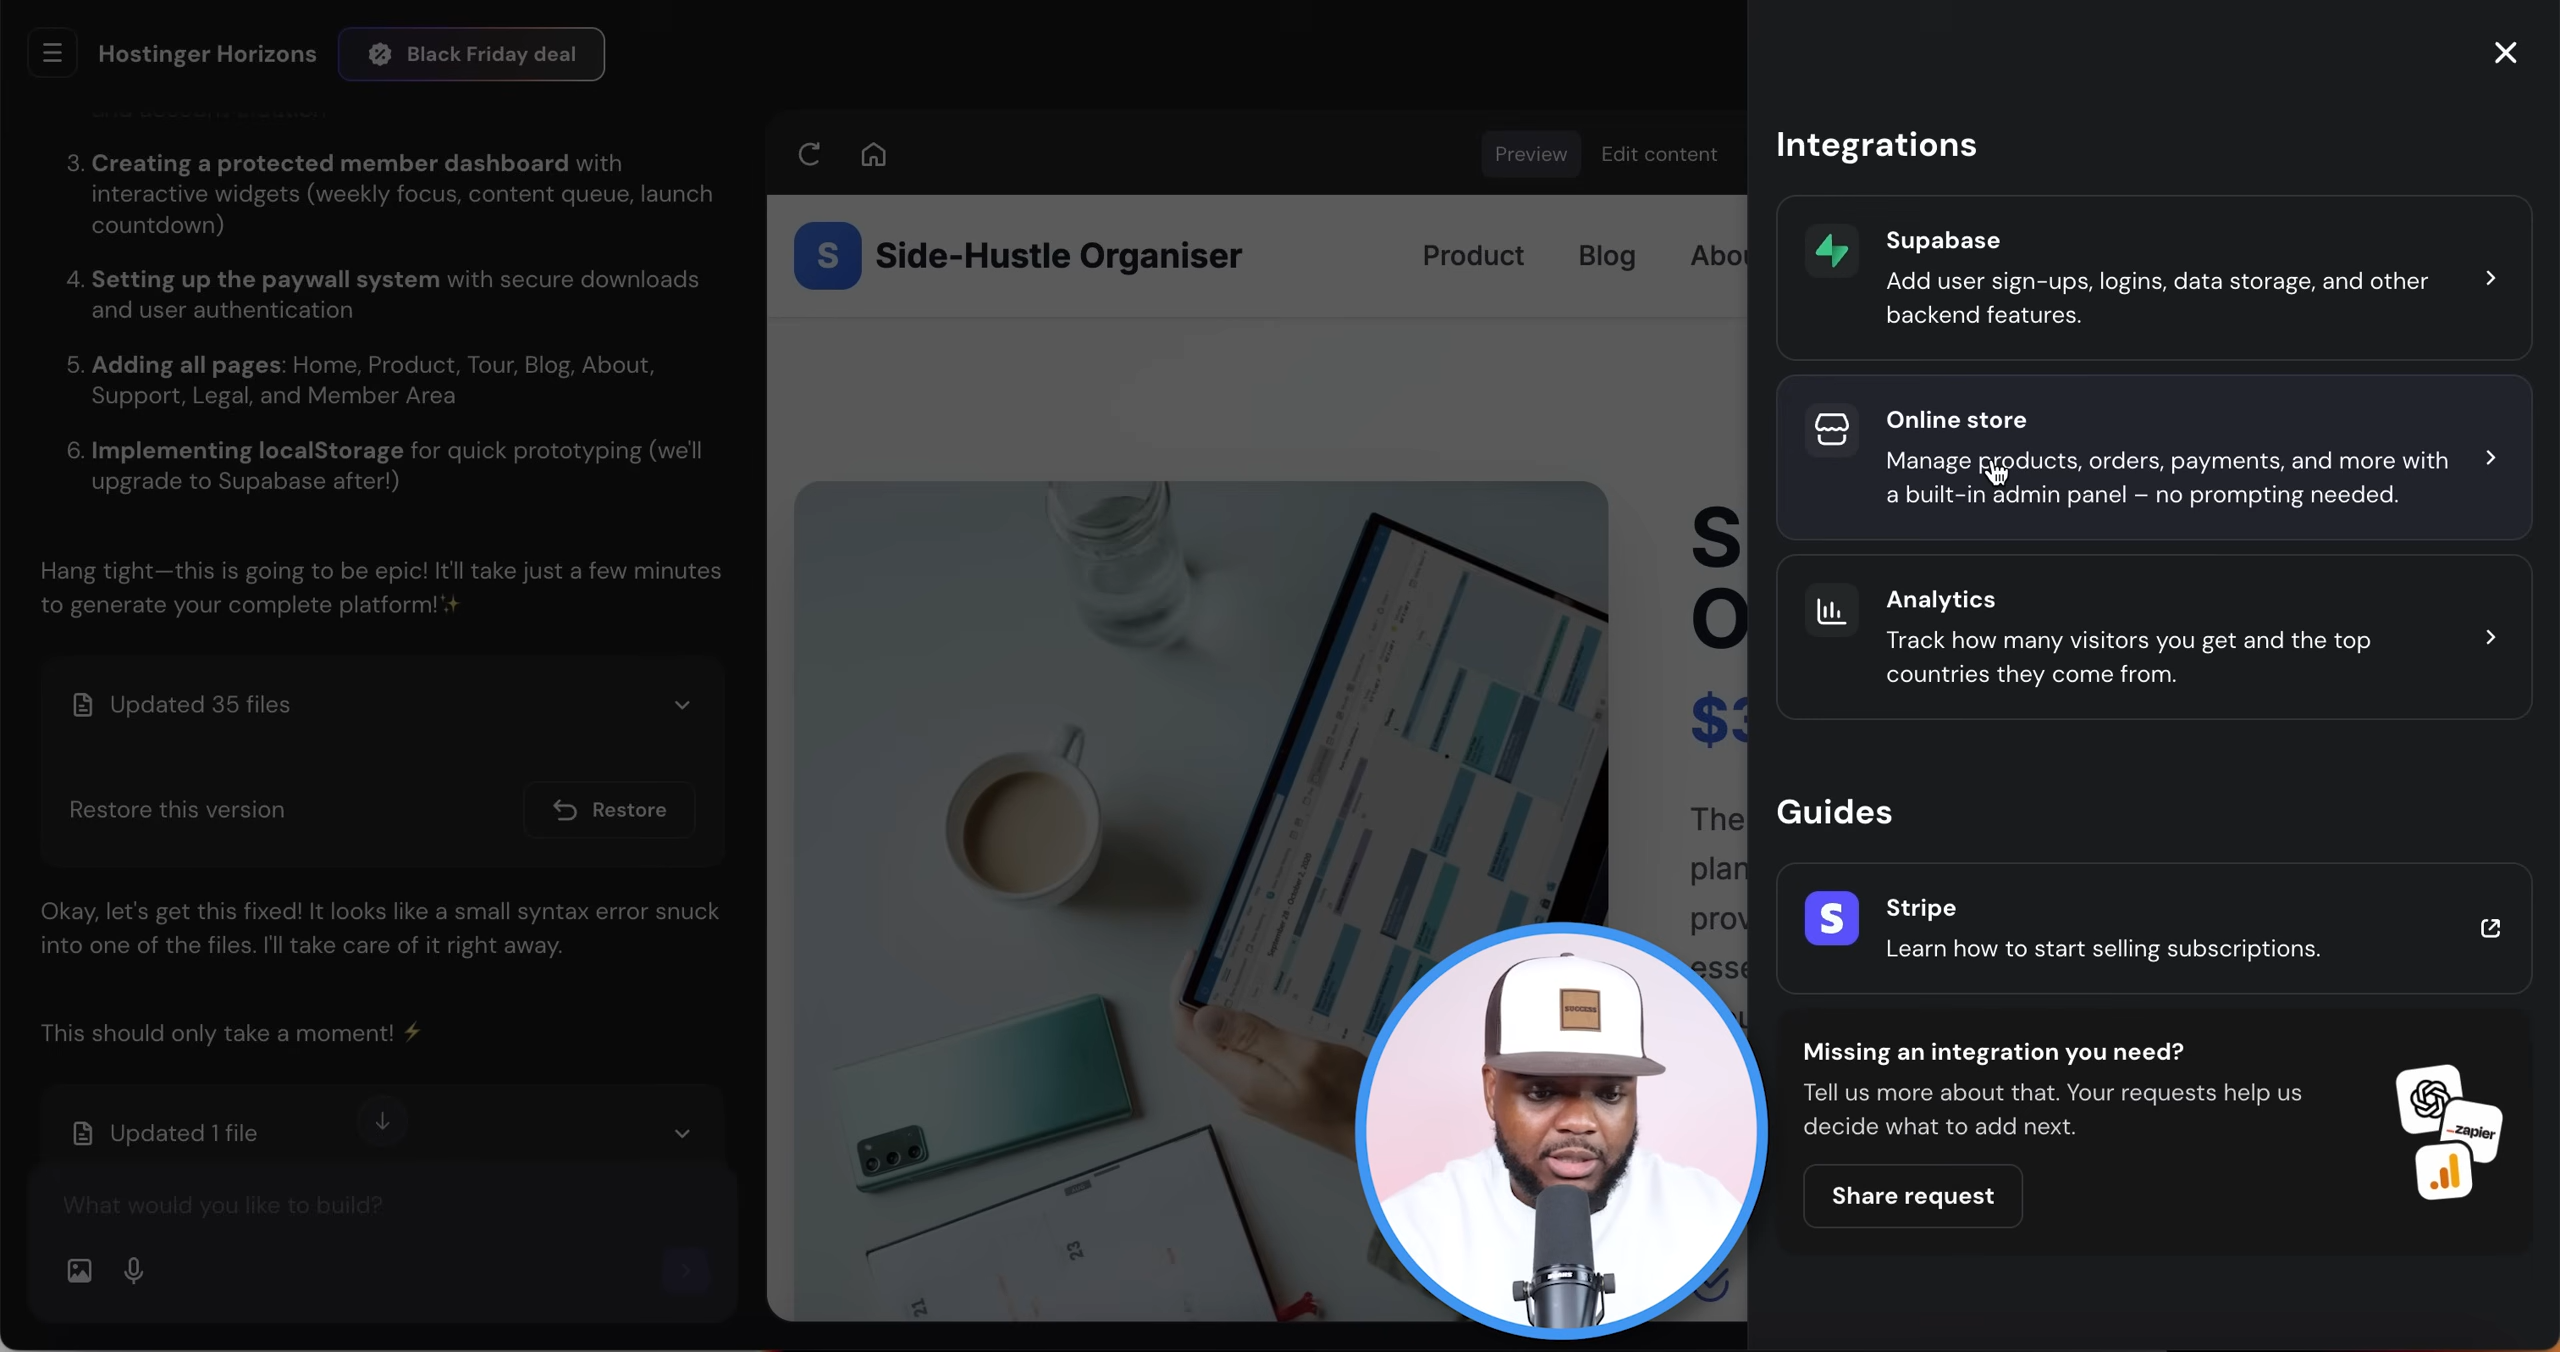 Hostinger Horizons
Black Friday deal
3. Creating a protected member dashboard with
interactive widgets (weekly focus, content queue, launch
countdown)
4. Setting up the paywall system with secure downloads
and user authentication
5. Adding all pages: Home, Product, Tour, Blog, About,
Support, Legal, and Member Area
6. Implementing localStorage for quick prototyping (we'll
upgrade to Supabase after!)
Hang tight—this is going to be epic! It'll take just a few minutes
to generate your complete platform!✨
Updated 35 files
Restore this version
Restore
Okay, let's get this fixed! It looks like a small syntax error snuck
into one of the files. I'll take care of it right away.
This should only take a moment! ⚡
Updated 1 file
What would you like to build?
Preview
Edit content
S
Side-Hustle Organiser
Product
Blog
Abou
S
O
$3
The
plan
prov
esse
SUCCESS
23
21
Integrations
Supabase
Add user sign-ups, logins, data storage, and other
backend features.
Online store
Manage products, orders, payments, and more with
a built-in admin panel – no prompting needed.
Analytics
Track how many visitors you get and the top
countries they come from.
Guides
S
Stripe
Learn how to start selling subscriptions.
Missing an integration you need?
Tell us more about that. Your requests help us
decide what to add next.
zapier
Share request